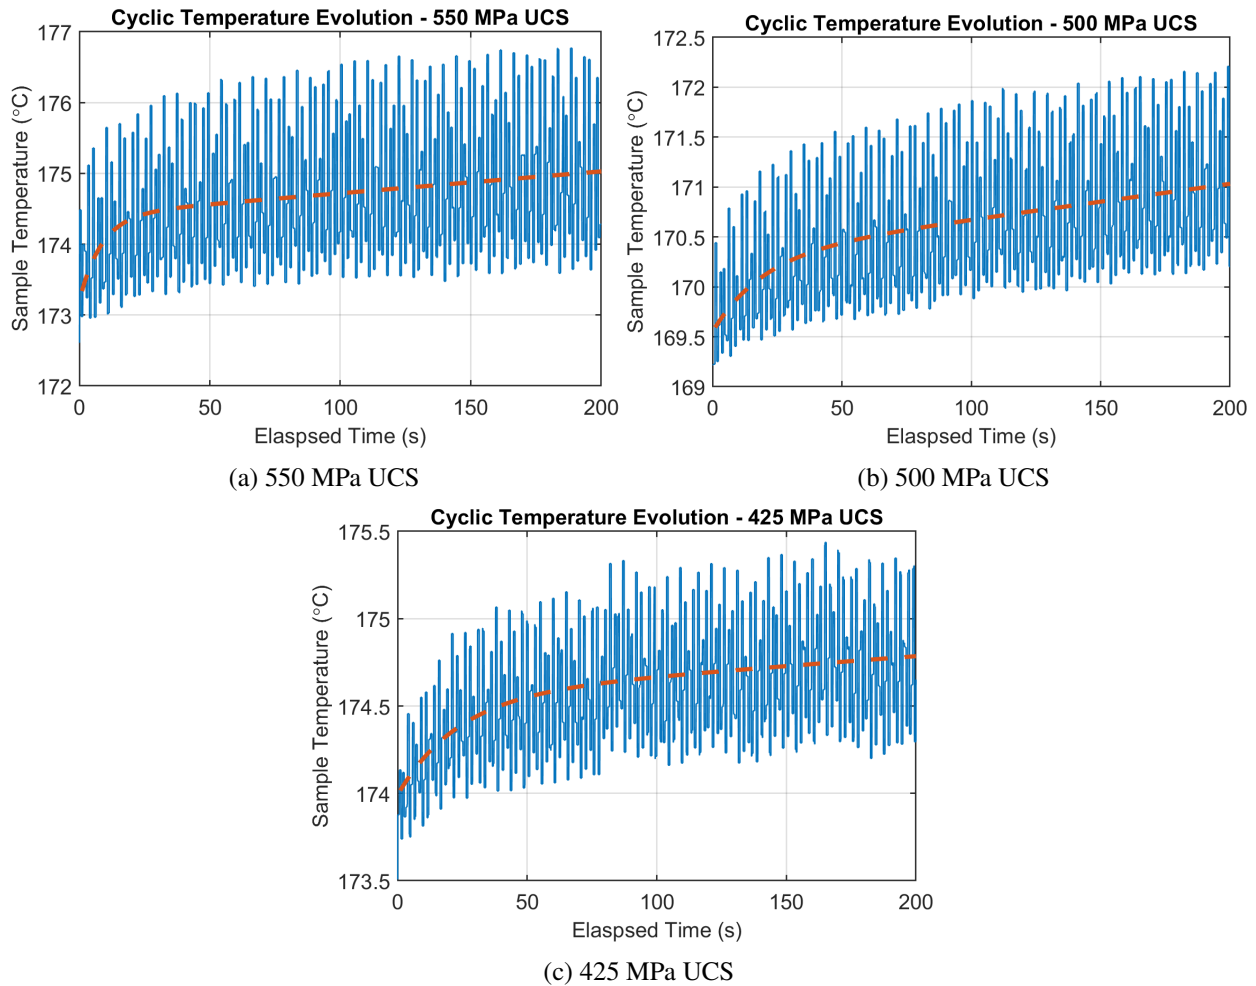 Cyclic Temperature Evolution - 550 MPa UCS
177
176
175
174
173
172
Sample Temperature (°C)
0 50 100 150 200
Elaspsed Time (s)
(a) 550 MPa UCS
Cyclic Temperature Evolution - 500 MPa UCS
172.5
172
171.5
171
170.5
170
169.5
169
Sample Temperature (°C)
0 50 100 150 200
Elaspsed Time (s)
(b) 500 MPa UCS
Cyclic Temperature Evolution - 425 MPa UCS
175.5
175
174.5
174
173.5
Sample Temperature (°C)
0 50 100 150 200
Elaspsed Time (s)
(c) 425 MPa UCS